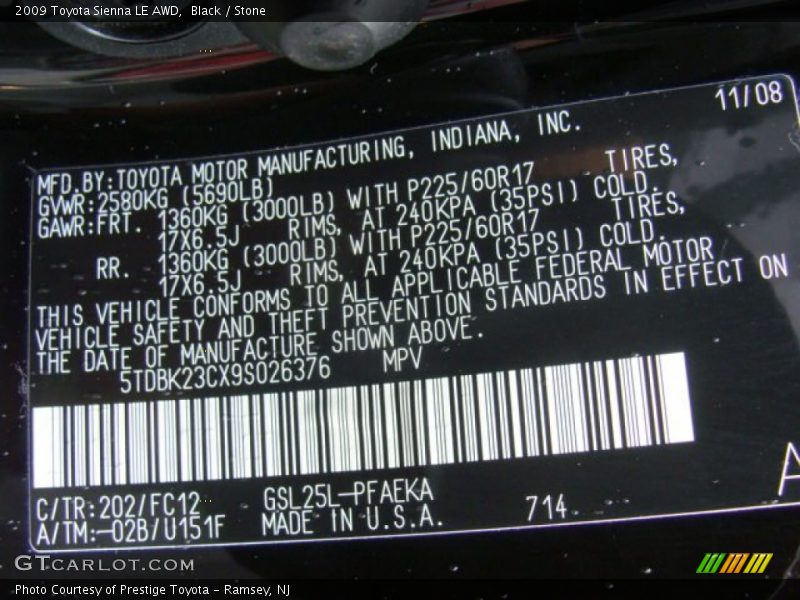 2009 Toyota Sienna LE AWD,  Black / Stone
11/08
MFD.BY:TOYOTA MOTOR MANUFACTURING, INDIANA, INC.
GVWR:2580KG (5690LB)
GAWR:FRT. 1360KG (3000LB) WITH P225/60R17 TIRES,
17X6.5J RIMS, AT 240KPA (35PSI) COLD.
RR. 1360KG (3000LB) WITH P225/60R17 TIRES,
17X6.5J RIMS, AT 240KPA (35PSI) COLD.
THIS VEHICLE CONFORMS TO ALL APPLICABLE FEDERAL MOTOR
VEHICLE SAFETY AND THEFT PREVENTION STANDARDS IN EFFECT ON
THE DATE OF MANUFACTURE SHOWN ABOVE.
5TDBK23CX9S026376 MPV
C/TR:202/FC12 GSL25L-PFAEKA
A/TM:-02B/U151F MADE IN U.S.A. 714
A
GTCARLOT.COM
Photo Courtesy of Prestige Toyota - Ramsey, NJ